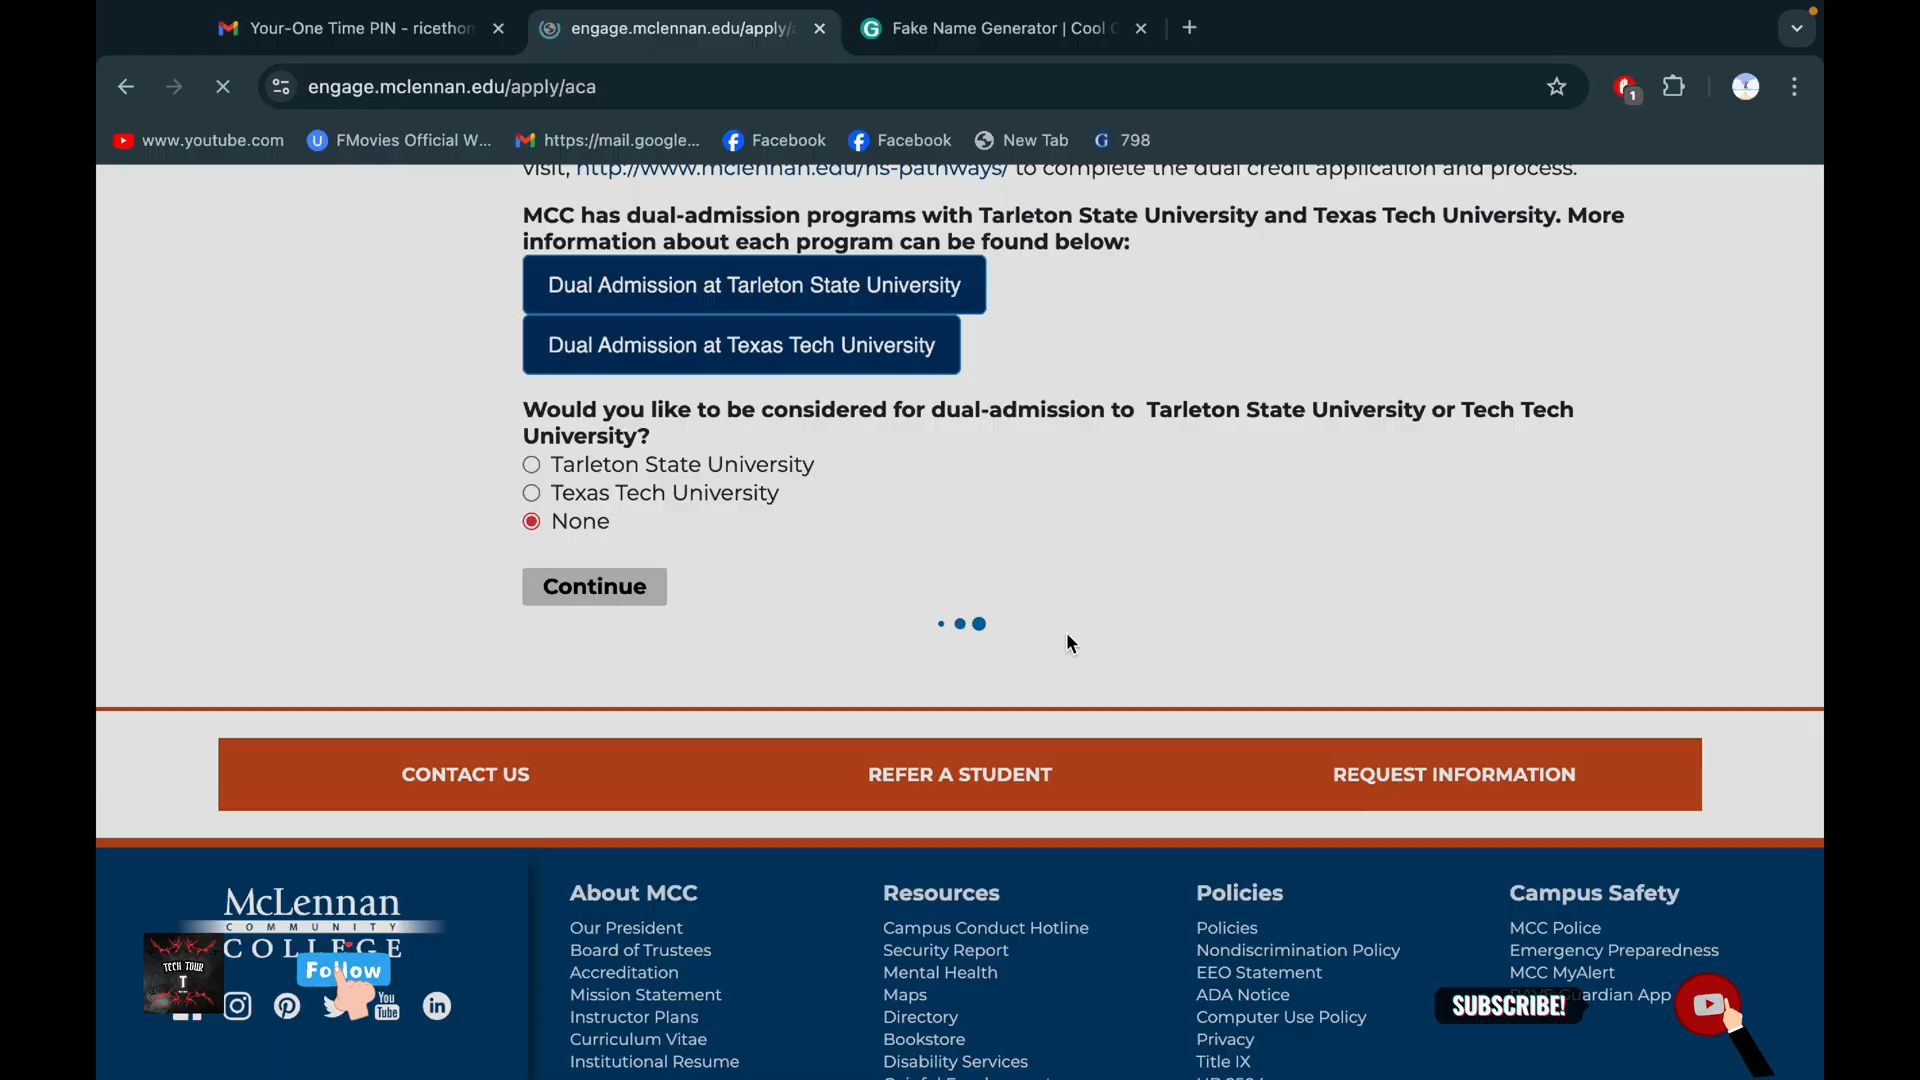 Your-One Time PIN - ricethon
engage.mclennan.edu/apply/a
Fake Name Generator | Cool
engage.mclennan.edu/apply/aca
1
www.youtube.com
FMovies Official W...
https://mail.google...
Facebook
Facebook
New Tab
798
visit, http://www.mclennan.edu/hs-pathways/ to complete the dual credit application and process.
MCC has dual-admission programs with Tarleton State University and Texas Tech University. More
information about each program can be found below:
Dual Admission at Tarleton State University
Dual Admission at Texas Tech University
Would you like to be considered for dual-admission to Tarleton State University or Tech Tech
University?
Tarleton State University
Texas Tech University
None
Continue
CONTACT US
REFER A STUDENT
REQUEST INFORMATION
McLennan
COMMUNITY
COLLEGE
TECH TOUR
T
Follow
You
Tube
About MCC
Our President
Board of Trustees
Accreditation
Mission Statement
Instructor Plans
Curriculum Vitae
Institutional Resume
Resources
Campus Conduct Hotline
Security Report
Mental Health
Maps
Directory
Bookstore
Disability Services
Policies
Policies
Nondiscrimination Policy
EEO Statement
ADA Notice
Computer Use Policy
Privacy
Title IX
Campus Safety
MCC Police
Emergency Preparedness
MCC MyAlert
Guardian App
SUBSCRIBE!